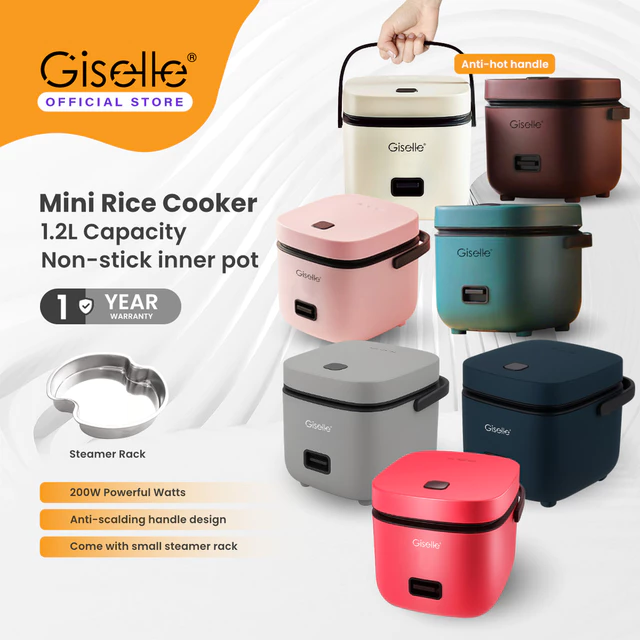 Giselle®
OFFICIAL STORE
Anti-hot handle
Giselle®
Giselle®
Mini Rice Cooker
1.2L Capacity
Non-stick inner pot
Giselle®
Giselle®
1 YEAR
WARRANTY
Steamer Rack
Giselle®
Giselle®
200W Powerful Watts
Anti-scalding handle design
Come with small steamer rack
Giselle®